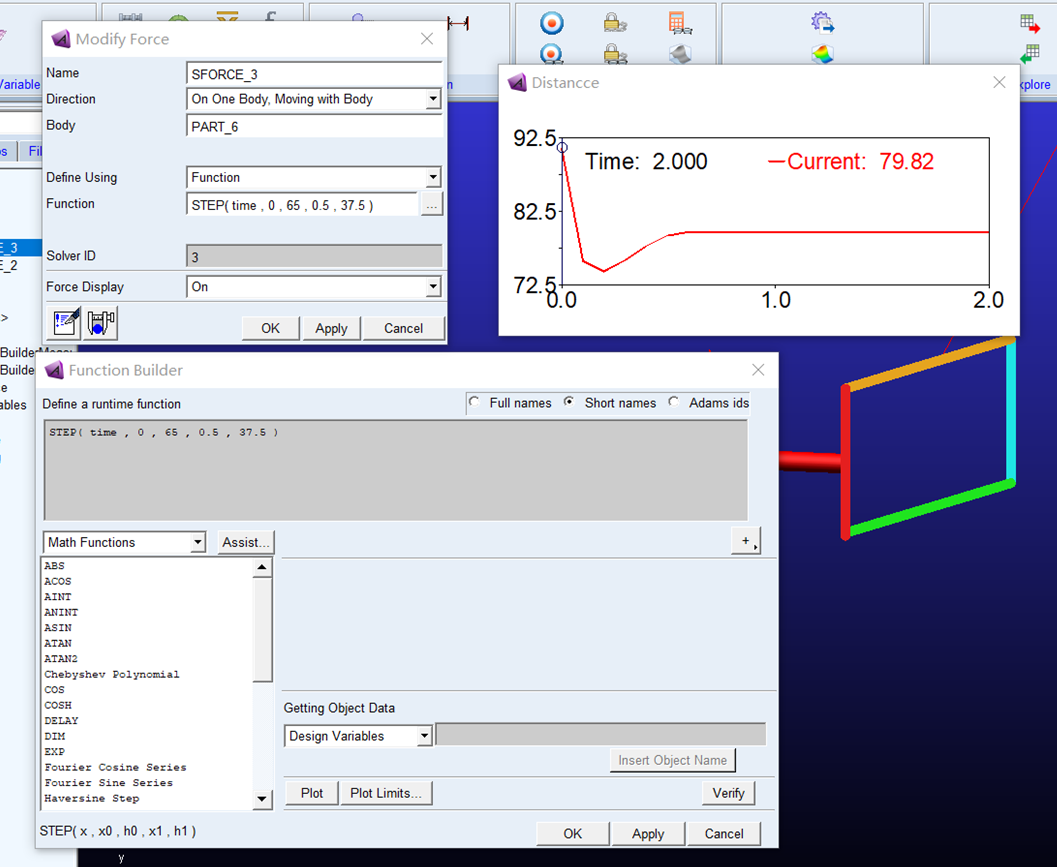 Modify Force
Name SFORCE_3
Direction On One Body, Moving with Body
Body PART_6
Define Using Function
Function STEP( time , 0 , 65 , 0.5 , 37.5 ) ...
Solver ID 3
Force Display On
OK Apply Cancel
Variable
Fil
E_3
E_2
>
Builder
Builde
e
ables
xplore
Distancce
92.5
82.5
72.5
Time: 2.000
Current: 79.82
0.0 1.0 2.0
Function Builder
Define a runtime function Full names Short names Adams ids
STEP( time , 0 , 65 , 0.5 , 37.5 )
Math Functions Assist... +
ABS
ACOS
AINT
ANINT
ASIN
ATAN
ATAN2
Chebyshev Polynomial
COS
COSH
DELAY
DIM
EXP
Fourier Cosine Series
Fourier Sine Series
Haversine Step
Getting Object Data
Design Variables
Insert Object Name
Plot Plot Limits... Verify
STEP( x , x0 , h0 , x1 , h1 )
OK Apply Cancel
y